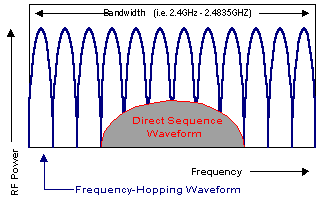 Bandwidth (i.e. 2.4GHz - 2.4835GHZ)
RF Power
Direct Sequence
Waveform
Frequency
Frequency-Hopping Waveform